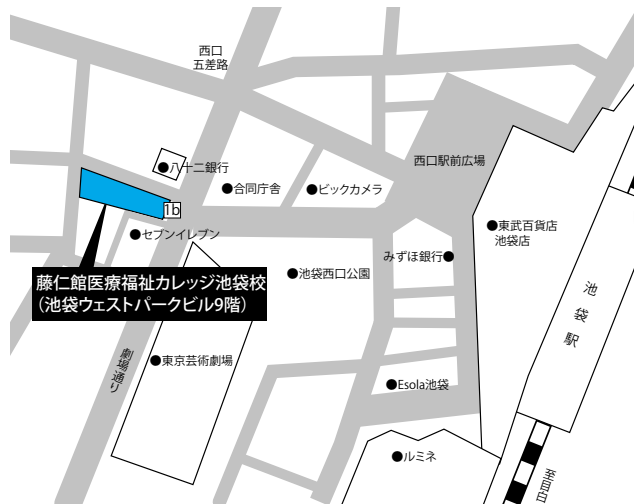 西口
五差路
●八十二銀行
●合同庁舎
●ビックカメラ
西口駅前広場
1b
●セブンイレブン
●東武百貨店
池袋店
みずほ銀行●
藤仁館医療福祉カレッジ池袋校
（池袋ウェストパークビル9階）
●池袋西口公園
池袋駅
劇場通り
●東京芸術劇場
●Esola池袋
●ルミネ
至目白